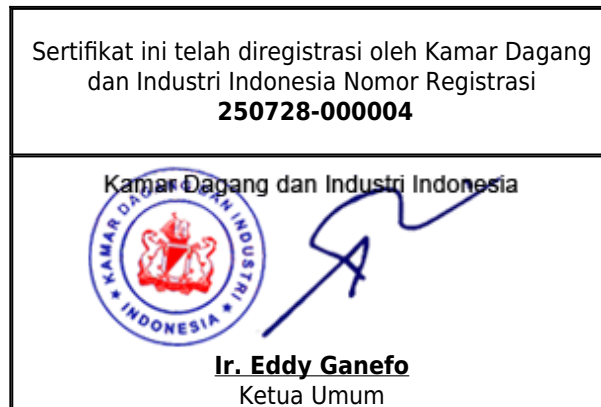 Sertifikat ini telah diregistrasi oleh Kamar Dagang
dan Industri Indonesia Nomor Registrasi
250728-000004
Kamar Dagang dan Industri Indonesia
KAMAR DAGANG DAN INDUSTRI
INDONESIA
Ir. Eddy Ganefo
Ketua Umum